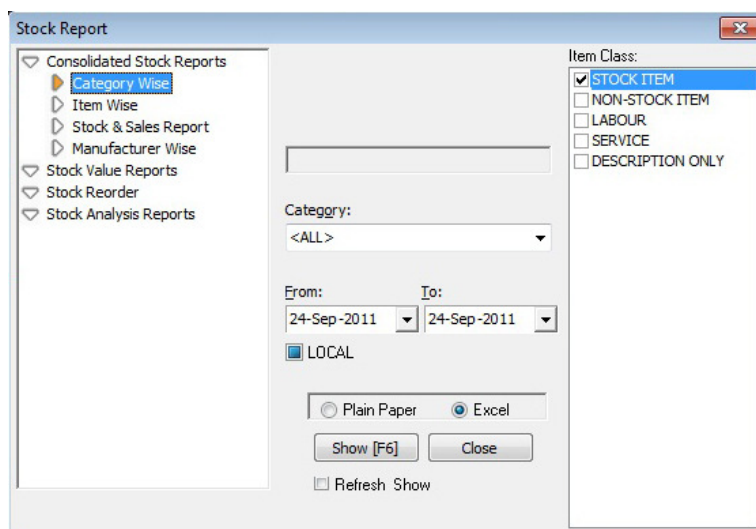 Stock Report
Consolidated Stock Reports
Category Wise
Item Wise
Stock & Sales Report
Manufacturer Wise
Stock Value Reports
Stock Reorder
Stock Analysis Reports
Category:
<ALL>
From: To:
24-Sep-2011 24-Sep-2011
LOCAL
Plain Paper Excel
Show [F6] Close
Refresh Show
Item Class:
STOCK ITEM
NON-STOCK ITEM
LABOUR
SERVICE
DESCRIPTION ONLY